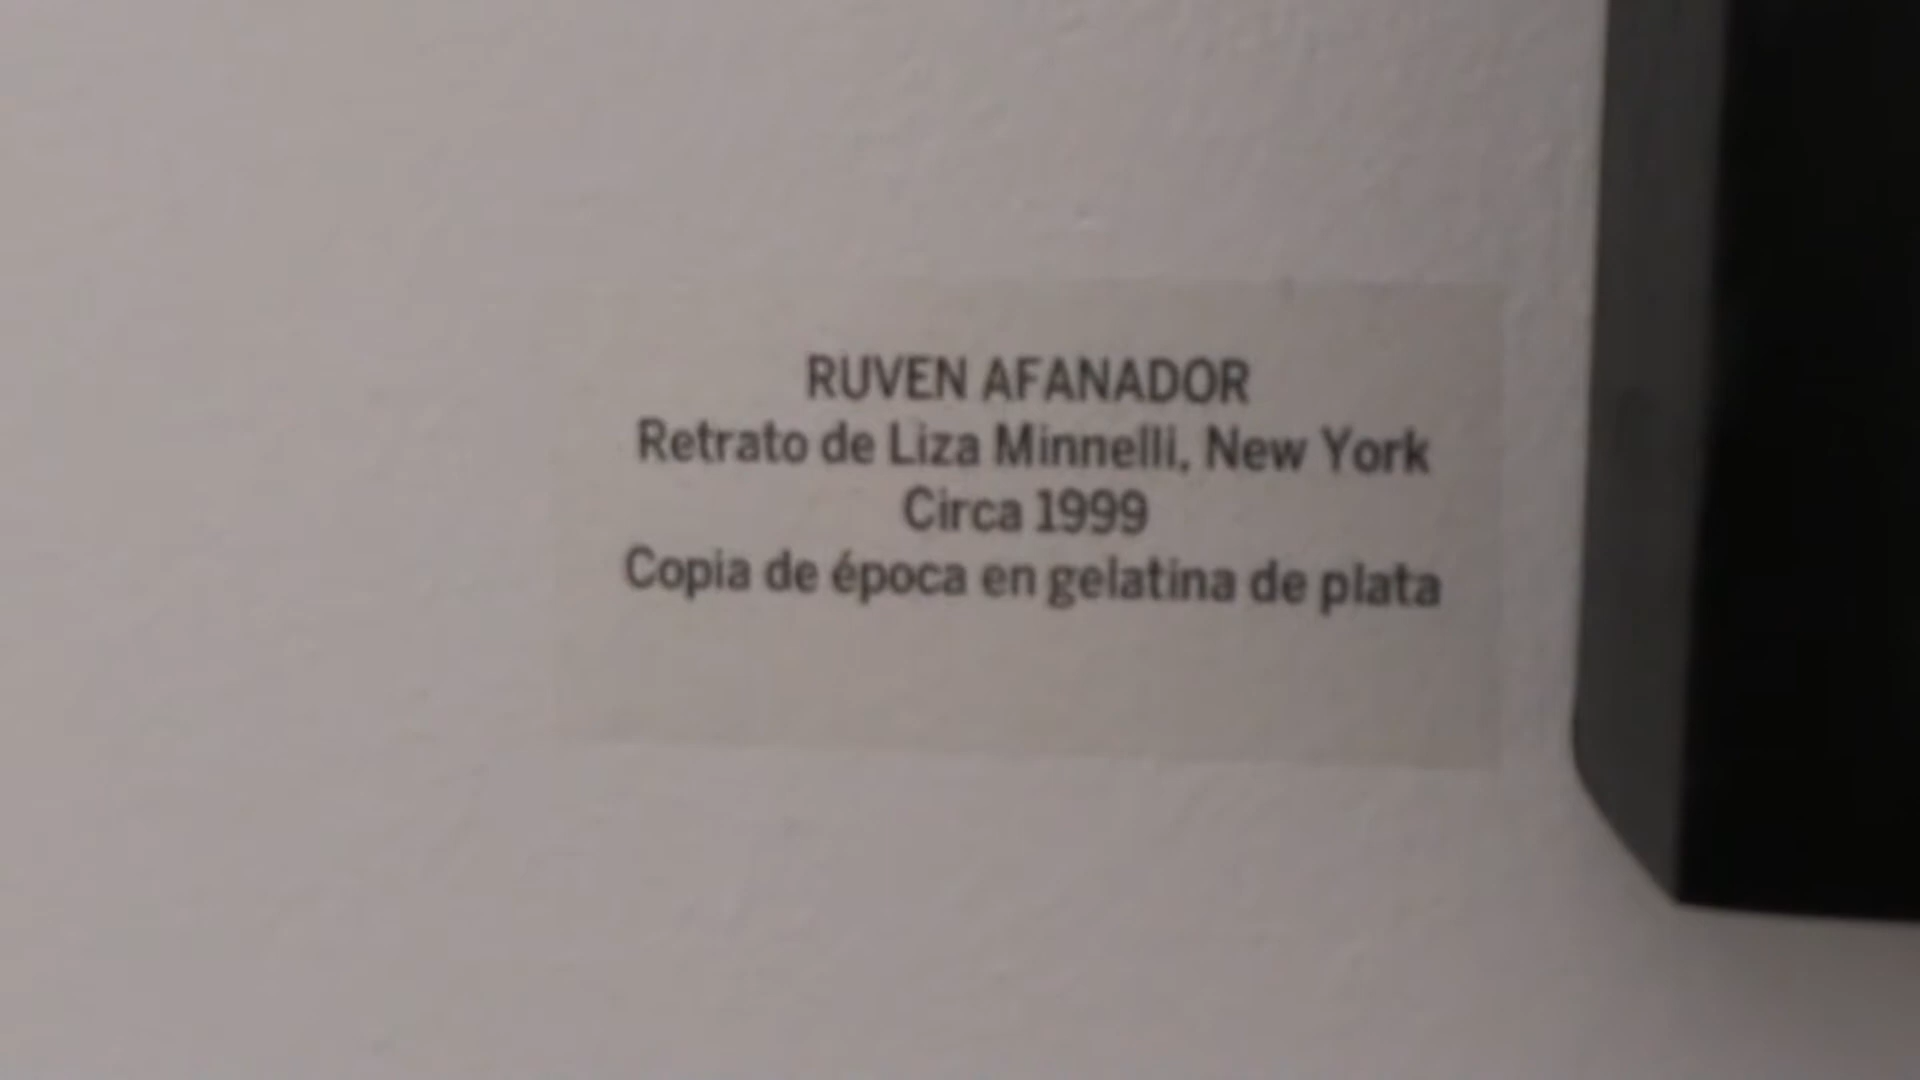 RUVEN AFANADOR
Retrato de Liza Minnelli, New York
Circa 1999
Copia de época en gelatina de plata